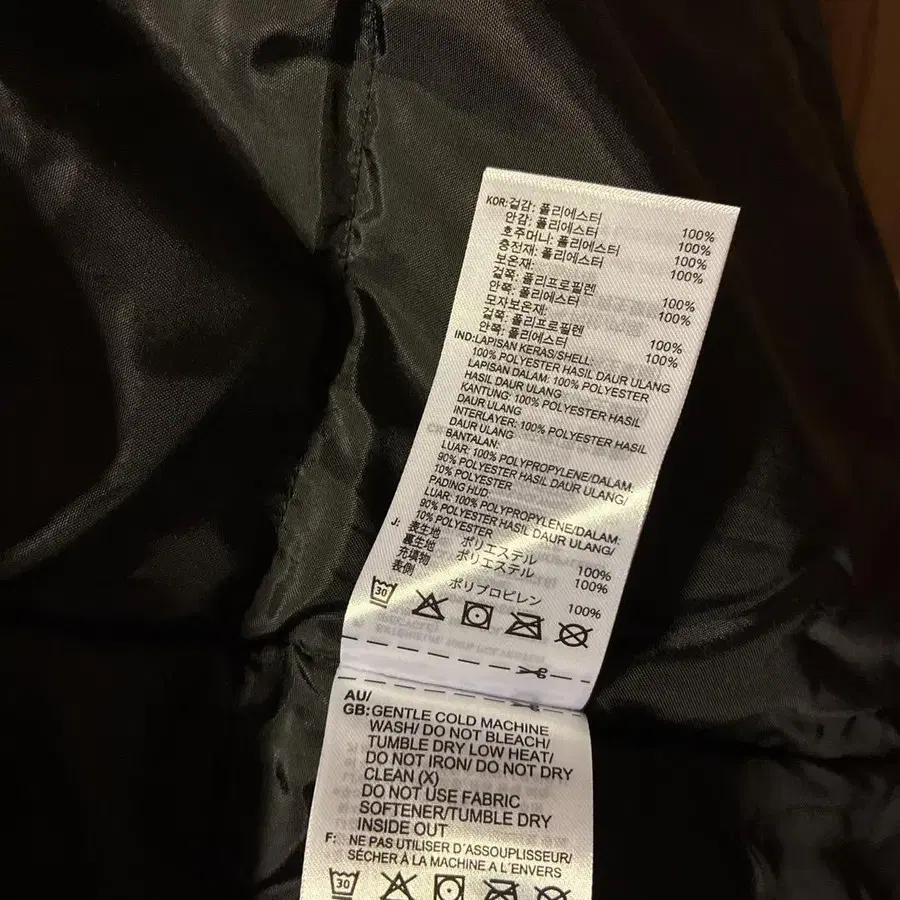 KOR:겉감: 폴리에스터 100%
안감: 폴리에스터 100%
호주머니: 폴리에스터 100%
충전재: 폴리에스터 100%
보온재:
겉쪽: 폴리프로필렌 100%
안쪽: 폴리에스터 100%
모자보온재:
겉쪽: 폴리프로필렌 100%
안쪽: 폴리에스터 100%
IND:LAPISAN KERAS/SHELL:
100% POLYESTER HASIL DAUR ULANG
LAPISAN DALAM: 100% POLYESTER
HASIL DAUR ULANG
KANTUNG: 100% POLYESTER HASIL
DAUR ULANG
INTERLAYER: 100% POLYESTER HASIL
DAUR ULANG
BANTALAN:
LUAR: 100% POLYPROPYLENE/DALAM:
90% POLYESTER HASIL DAUR ULANG/
10% POLYESTER
PADING HUD:
LUAR: 100% POLYPROPYLENE/DALAM:
90% POLYESTER HASIL DAUR ULANG/
10% POLYESTER
J: 表生地 ポリエステル 100%
裏生地 ポリエステル 100%
充填物
表側 ポリプロピレン 100%
30
AU/
GB:GENTLE COLD MACHINE
WASH/ DO NOT BLEACH/
TUMBLE DRY LOW HEAT/
DO NOT IRON/ DO NOT DRY
CLEAN (X)
DO NOT USE FABRIC
SOFTENER/TUMBLE DRY
INSIDE OUT
F: NE PAS UTILISER D´ASSOUPLISSEUR/
SÉCHER À LA MACHINE A L´ENVERS
30